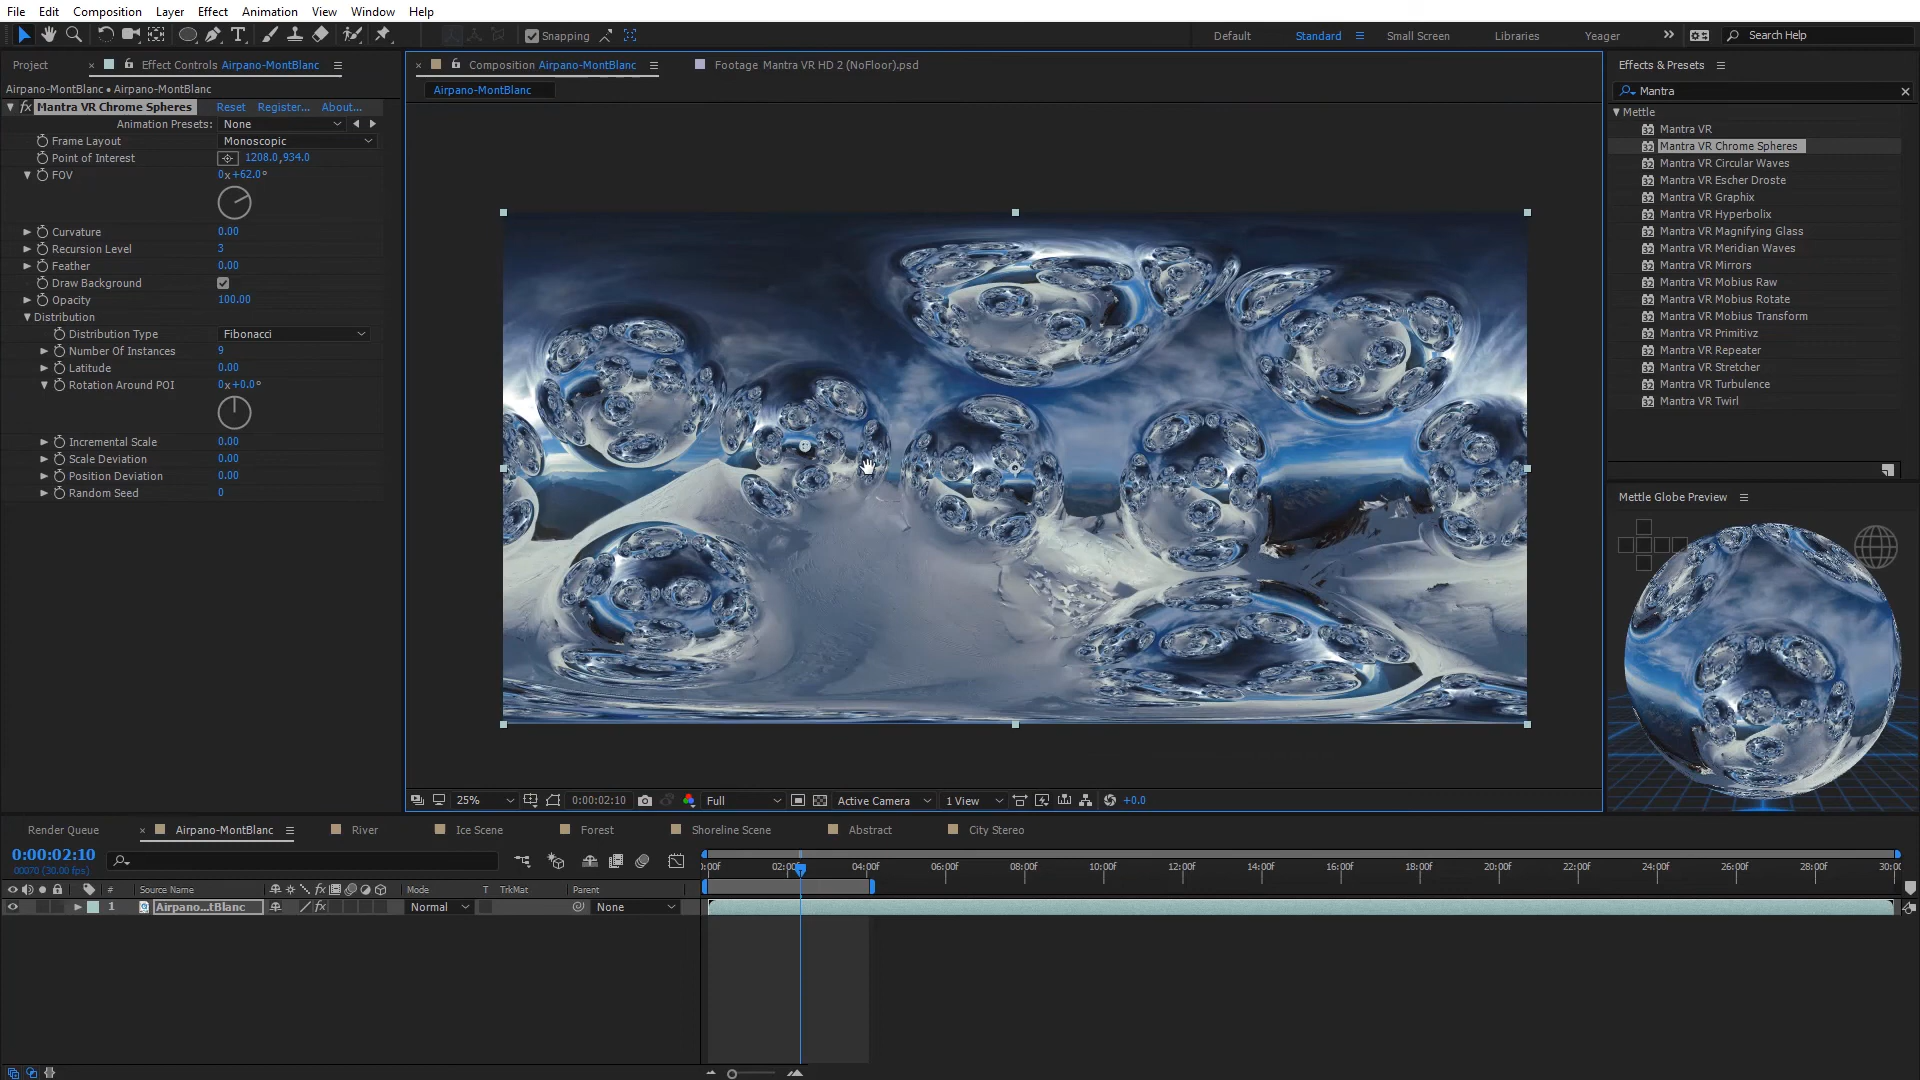 File Edit Composition Layer Effect Animation View Window Help
Snapping
Default Standard Small Screen Libraries Yeager Search Help
Project Effect Controls Airpano-MontBlanc
Airpano-MontBlanc • Airpano-MontBlanc
fx Mantra VR Chrome Spheres Reset Register... About...
Animation Presets: None
Frame Layout Monoscopic
Point of Interest 1208.0,934.0
FOV 0x+62.0°
Curvature 0.00
Recursion Level 3
Feather 0.00
Draw Background
Opacity 100.00
Distribution
Distribution Type Fibonacci
Number Of Instances 9
Latitude 0.00
Rotation Around POI 0x+0.0°
Incremental Scale 0.00
Scale Deviation 0.00
Position Deviation 0.00
Random Seed 0
Composition Airpano-MontBlanc Footage Mantra VR HD 2 (NoFloor).psd
Airpano-MontBlanc
25% 0:00:02:10 Full Active Camera 1 View +0.0
Effects & Presets
Mantra
Mettle
Mantra VR
Mantra VR Chrome Spheres
Mantra VR Circular Waves
Mantra VR Escher Droste
Mantra VR Graphix
Mantra VR Hyperbolix
Mantra VR Magnifying Glass
Mantra VR Meridian Waves
Mantra VR Mirrors
Mantra VR Mobius Raw
Mantra VR Mobius Rotate
Mantra VR Mobius Transform
Mantra VR Primitivz
Mantra VR Repeater
Mantra VR Stretcher
Mantra VR Turbulence
Mantra VR Twirl
Mettle Globe Preview
Render Queue Airpano-MontBlanc River Ice Scene Forest Shoreline Scene Abstract City Stereo
0:00:02:10
00070 (30.00 fps)
02:00f 04:00f 06:00f 08:00f 10:00f 12:00f 14:00f 16:00f 18:00f 20:00f 22:00f 24:00f 26:00f 28:00f
# Source Name fx Mode T TrkMat Parent
1 Airpano...tBlanc fx Normal None